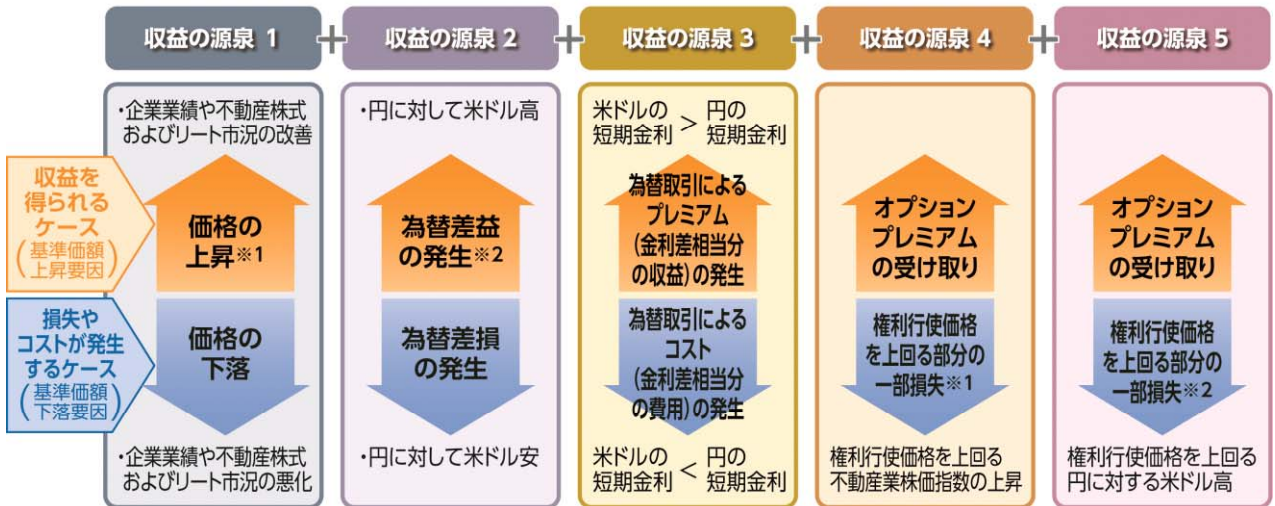 収益の源泉 1 + 収益の源泉 2 + 収益の源泉 3 + 収益の源泉 4 + 収益の源泉 5
収益を
得られる
ケース
(基準価額
上昇要因)
損失や
コストが発生
するケース
(基準価額
下落要因)
・企業業績や不動産株式
およびリート市況の改善
価格の
上昇※1
価格の
下落
・企業業績や不動産株式
およびリート市況の悪化
・円に対して米ドル高
為替差益
の発生※2
為替差損
の発生
・円に対して米ドル安
米ドルの 円の
短期金利 > 短期金利
為替取引による
プレミアム
(金利差相当分
の収益)の発生
為替取引による
コスト
(金利差相当分
の費用)の発生
米ドルの 円の
短期金利 < 短期金利
オプション
プレミアム
の受け取り
権利行使価格
を上回る部分の
一部損失※1
権利行使価格を上回る
不動産業株価指数の上昇
オプション
プレミアム
の受け取り
権利行使価格
を上回る部分の
一部損失※2
権利行使価格を上回る
円に対する米ドル高